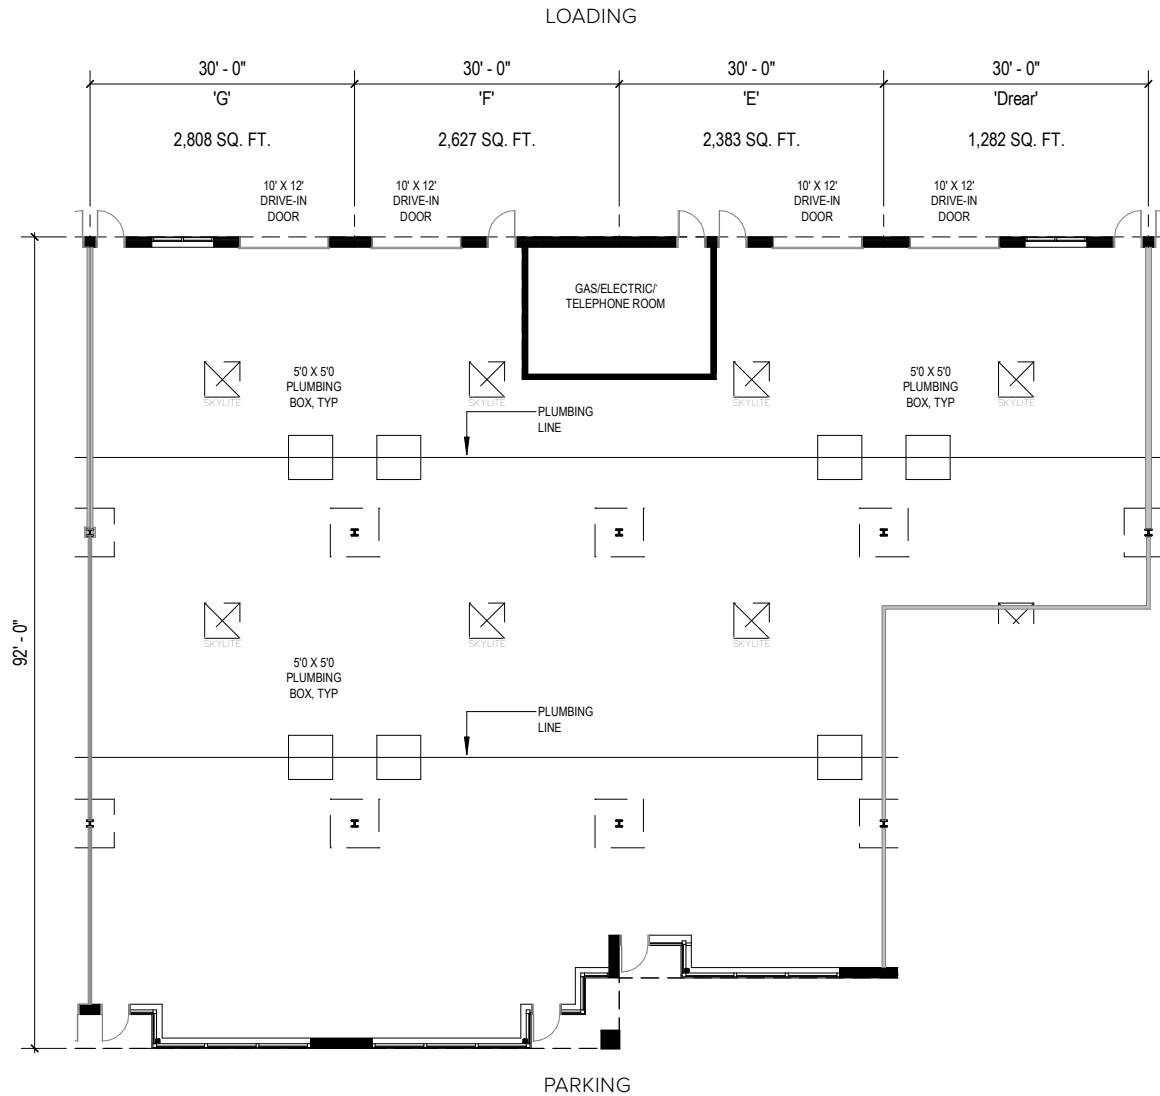 LOADING
30' - 0"
30' - 0"
30' - 0"
30' - 0"
'G'
'F'
'E'
'Drear'
2,808 SQ. FT.
2,627 SQ. FT.
2,383 SQ. FT.
1,282 SQ. FT.
10' X 12'
DRIVE-IN
DOOR
10' X 12'
DRIVE-IN
DOOR
10' X 12'
DRIVE-IN
DOOR
10' X 12'
DRIVE-IN
DOOR
GAS/ELECTRIC/
TELEPHONE ROOM
5'0 X 5'0
PLUMBING
BOX, TYP
5'0 X 5'0
PLUMBING
BOX, TYP
SKYLITE
SKYLITE
SKYLITE
SKYLITE
PLUMBING
LINE
92' - 0"
SKYLITE
SKYLITE
SKYLITE
5'0 X 5'0
PLUMBING
BOX, TYP
PLUMBING
LINE
PARKING